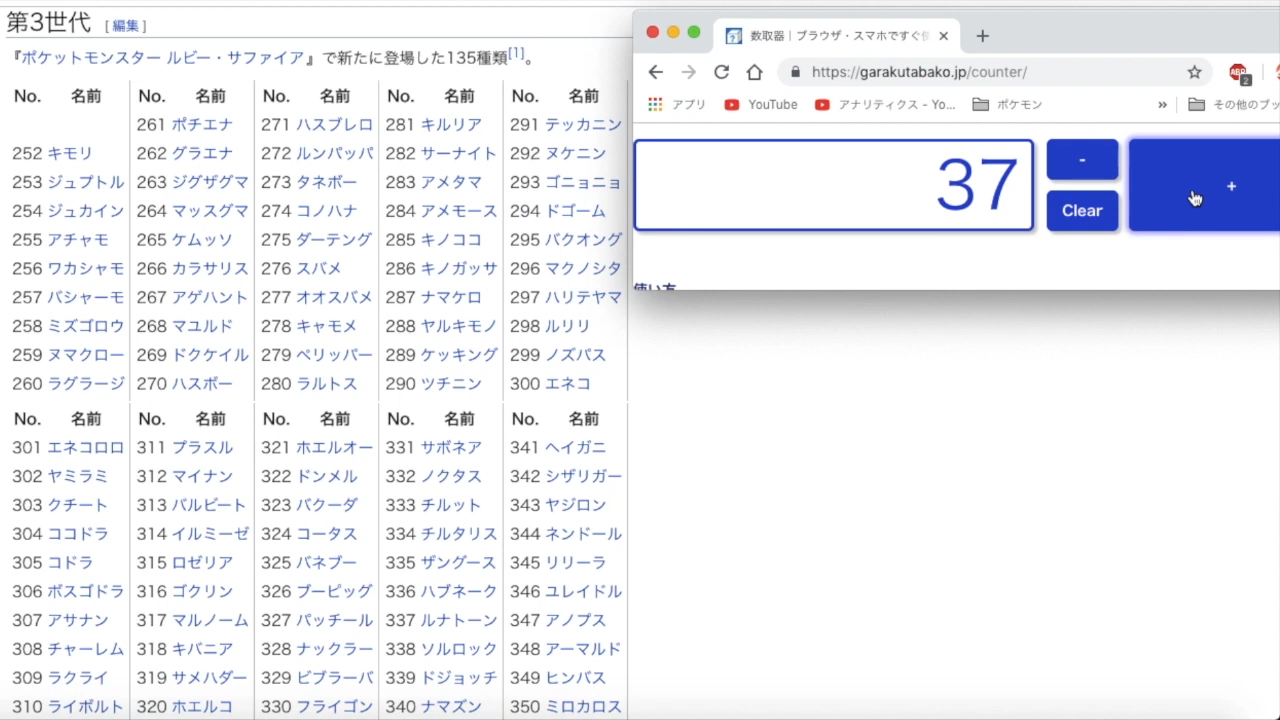 第3世代 [編集]
『ポケットモンスター ルビー・サファイア』で新たに登場した135種類[1]。
No. 名前 No. 名前 No. 名前 No. 名前 No. 名前
261 ポチエナ 271 ハスブレロ 281 キルリア 291 テッカニン
252 キモリ 262 グラエナ 272 ルンパッパ 282 サーナイト 292 ヌケニン
253 ジュプトル 263 ジグザグマ 273 タネボー 283 アメタマ 293 ゴニョニョ
254 ジュカイン 264 マッスグマ 274 コノハナ 284 アメモース 294 ドゴーム
255 アチャモ 265 ケムッソ 275 ダーテング 285 キノココ 295 バクオング
256 ワカシャモ 266 カラサリス 276 スバメ 286 キノガッサ 296 マクノシタ
257 バシャーモ 267 アゲハント 277 オオスバメ 287 ナマケロ 297 ハリテヤマ
258 ミズゴロウ 268 マユルド 278 キャモメ 288 ヤルキモノ 298 ルリリ
259 ヌマクロー 269 ドクケイル 279 ペリッパー 289 ケッキング 299 ノズパス
260 ラグラージ 270 ハスボー 280 ラルトス 290 ツチニン 300 エネコ
No. 名前 No. 名前 No. 名前 No. 名前 No. 名前
301 エネコロロ 311 プラスル 321 ホエルオー 331 サボネア 341 ヘイガニ
302 ヤミラミ 312 マイナン 322 ドンメル 332 ノクタス 342 シザリガー
303 クチート 313 バルビート 323 バクーダ 333 チルット 343 ヤジロン
304 ココドラ 314 イルミーゼ 324 コータス 334 チルタリス 344 ネンドール
305 コドラ 315 ロゼリア 325 バネブー 335 ザングース 345 リリーラ
306 ボスゴドラ 316 ゴクリン 326 ブーピッグ 336 ハブネーク 346 ユレイドル
307 アサナン 317 マルノーム 327 パッチール 337 ルナトーン 347 アノプス
308 チャーレム 318 キバニア 328 ナックラー 338 ソルロック 348 アーマルド
309 ラクライ 319 サメハダー 329 ビブラーバ 339 ドジョッチ 349 ヒンバス
310 ライボルト 320 ホエルコ 330 フライゴン 340 ナマズン 350 ミロカロス
数取器｜ブラウザ・スマホですぐ
https://garakutabako.jp/counter/
ABP 2
アプリ YouTube アナリティクス - Yo... ポケモン » その他のブッ
37 - +
Clear
使い方